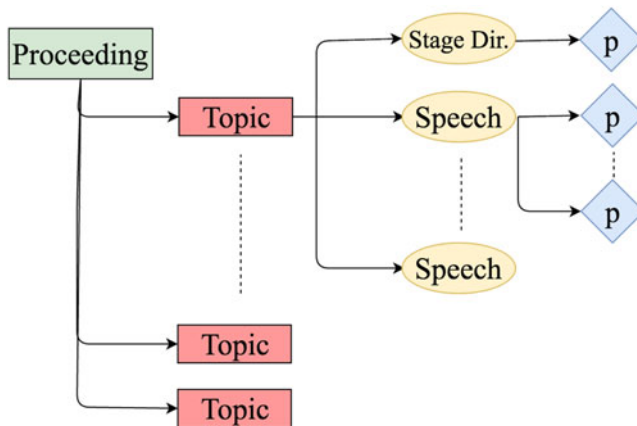 Proceeding
Stage Dir.
p
Topic
Speech
p
p
Speech
Topic
Topic